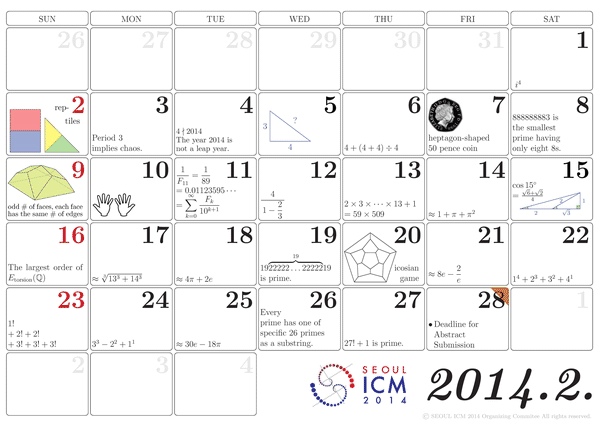 SUN MON TUE WED THU FRI SAT
26 27 28 29 30 31 1
i⁴
2 3 4 5 6 7 8
rep-
tiles
Period 3
implies chaos.
4 ∤ 2014
The year 2014 is
not a leap year.
3 ?
4
4 + (4 + 4) ÷ 4
heptagon-shaped
50 pence coin
888888883 is
the smallest
prime having
only eight 8s.
9 10 11 12 13 14 15
odd # of faces, each face
has the same # of edges
1/F₁₁ = 1/89
= 0.01123595···
= ∑_{k=0}^{∞} F_k/10^{k+1}
4/(1 − 2/3)
2 × 3 × ··· × 13 + 1
= 59 × 509
≈ 1 + π + π²
cos 15°
= (√6+√2)/4
2 2 √3 1
16 17 18 19 20 21 22
The largest order of
E_torsion(ℚ)
≈ ∛(13³ + 14³)
≈ 4π + 2e
19
1922222 . . . 2222219
is prime.
icosian
game
≈ 8e − 2/e
1⁴ + 2³ + 3² + 4¹
23 24 25 26 27 28 1
1!
+ 2! + 2!
+ 3! + 3! + 3!
3³ − 2² + 1¹
≈ 30e − 18π
Every
prime has one of
specific 26 primes
as a substring.
27! + 1 is prime.
• Deadline for
Abstract
Submission
2 3 4
SEOUL
ICM
2014
2014.2.
© SEOUL ICM 2014 Organizing Committee All rights reserved.